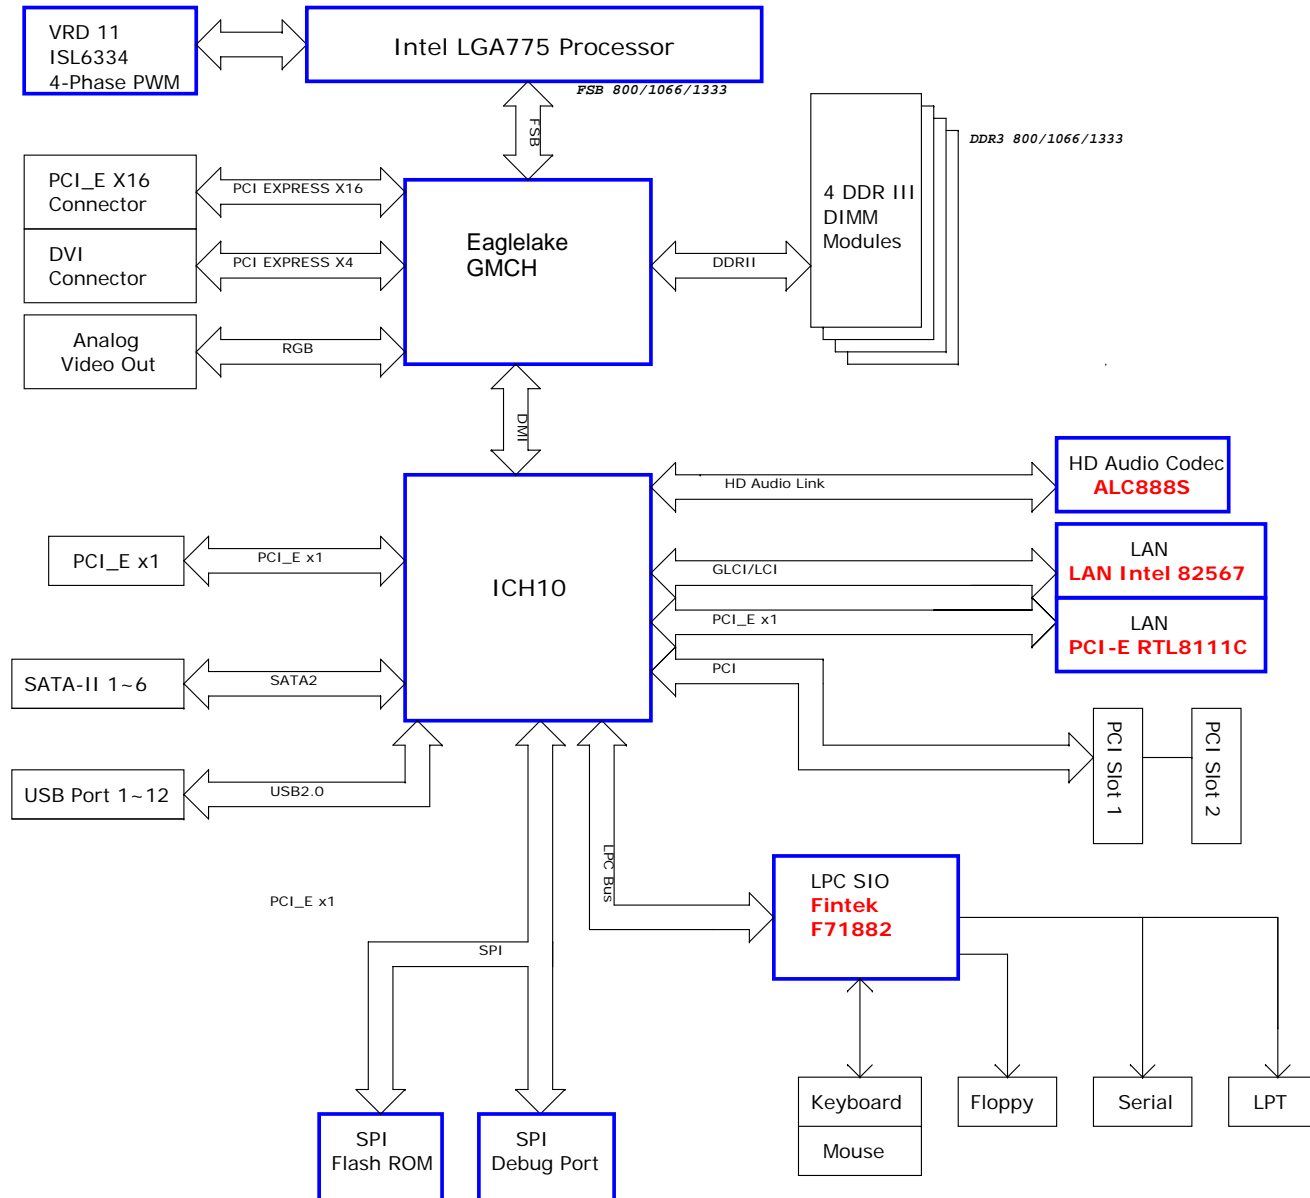 VRD 11
ISL6334
4-Phase PWM
Intel LGA775 Processor
FSB 800/1066/1333
FSB
DDR3 800/1066/1333
PCI_E X16
Connector
PCI EXPRESS X16
4 DDR III
DIMM
Modules
Eaglelake
GMCH
DVI
Connector
PCI EXPRESS X4
DDRII
Analog
Video Out
RGB
DMI
HD Audio Link
HD Audio Codec
ALC888S
PCI_E x1
PCI_E x1
ICH10
GLCI/LCI
LAN
LAN Intel 82567
PCI_E x1
LAN
PCI-E RTL8111C
PCI
SATA-II 1~6
SATA2
PCI Slot 1
PCI Slot 2
USB Port 1~12
USB2.0
LPC Bus
LPC SIO
Fintek
F71882
PCI_E x1
SPI
Keyboard
Mouse
Floppy
Serial
LPT
SPI
Flash ROM
SPI
Debug Port